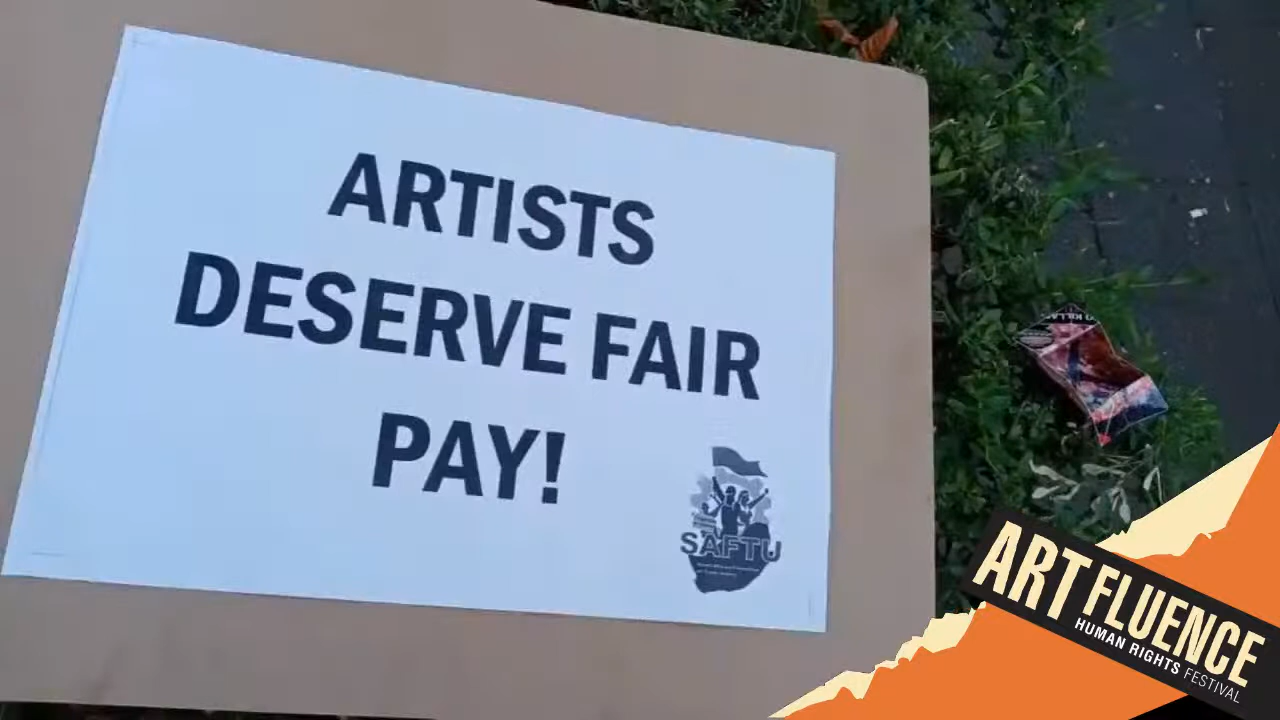 ARTISTS
DESERVE FAIR
PAY!
SAFTU
ART FLUENCE
HUMAN RIGHTS FESTIVAL